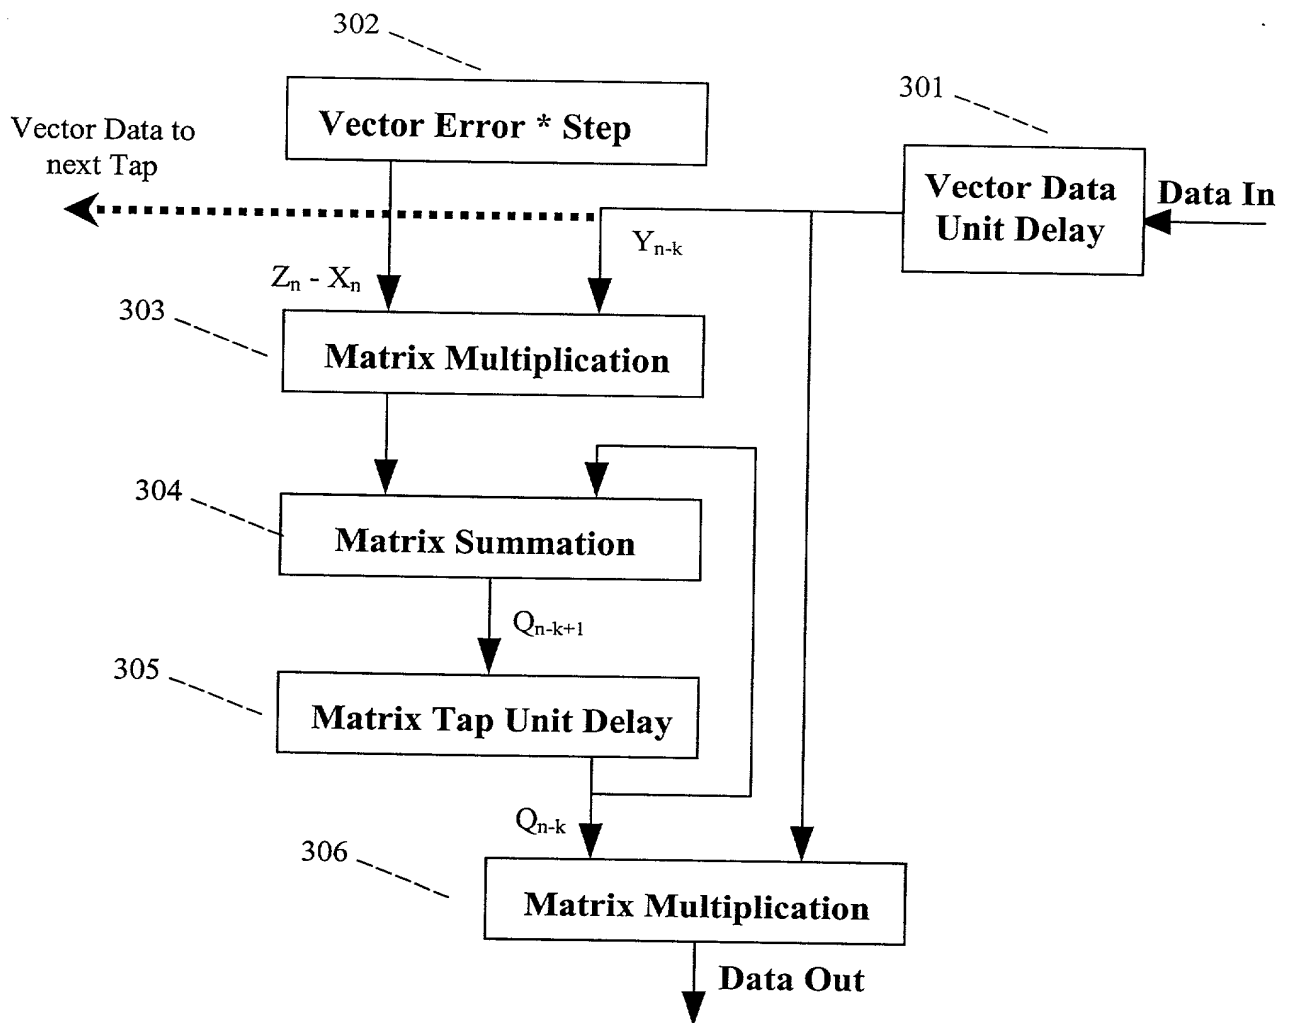 302
Vector Error * Step
301
Vector Data to
next Tap
Vector Data
Unit Delay
Data In
Yn-k
Zn - Xn
303
Matrix Multiplication
304
Matrix Summation
Qn-k+1
305
Matrix Tap Unit Delay
Qn-k
306
Matrix Multiplication
Data Out